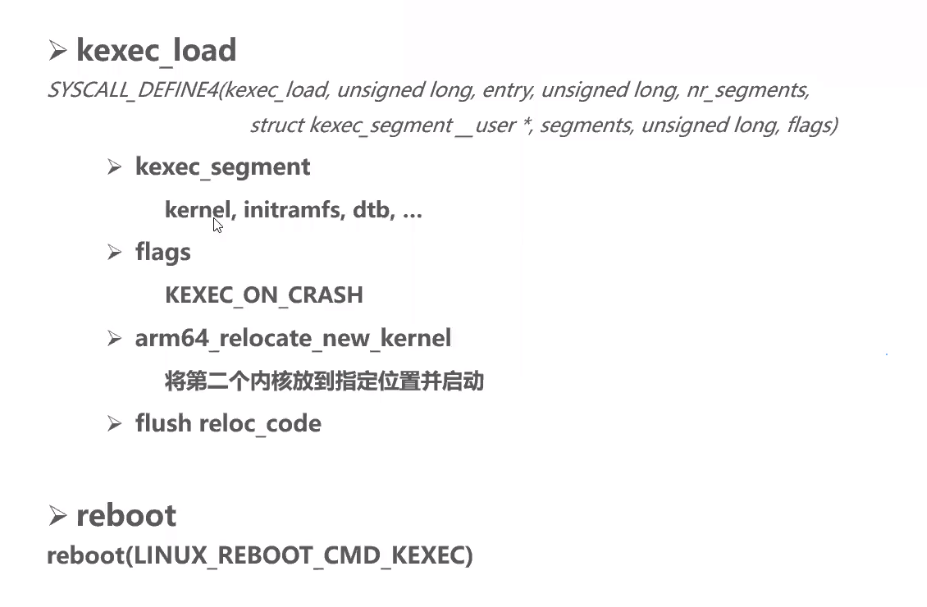 ➢ kexec_load
SYSCALL_DEFINE4(kexec_load, unsigned long, entry, unsigned long, nr_segments,
struct kexec_segment __user *, segments, unsigned long, flags)
➢ kexec_segment
kernel, initramfs, dtb, ...
➢ flags
KEXEC_ON_CRASH
➢ arm64_relocate_new_kernel
将第二个内核放到指定位置并启动
➢ flush reloc_code
➢ reboot
reboot(LINUX_REBOOT_CMD_KEXEC)